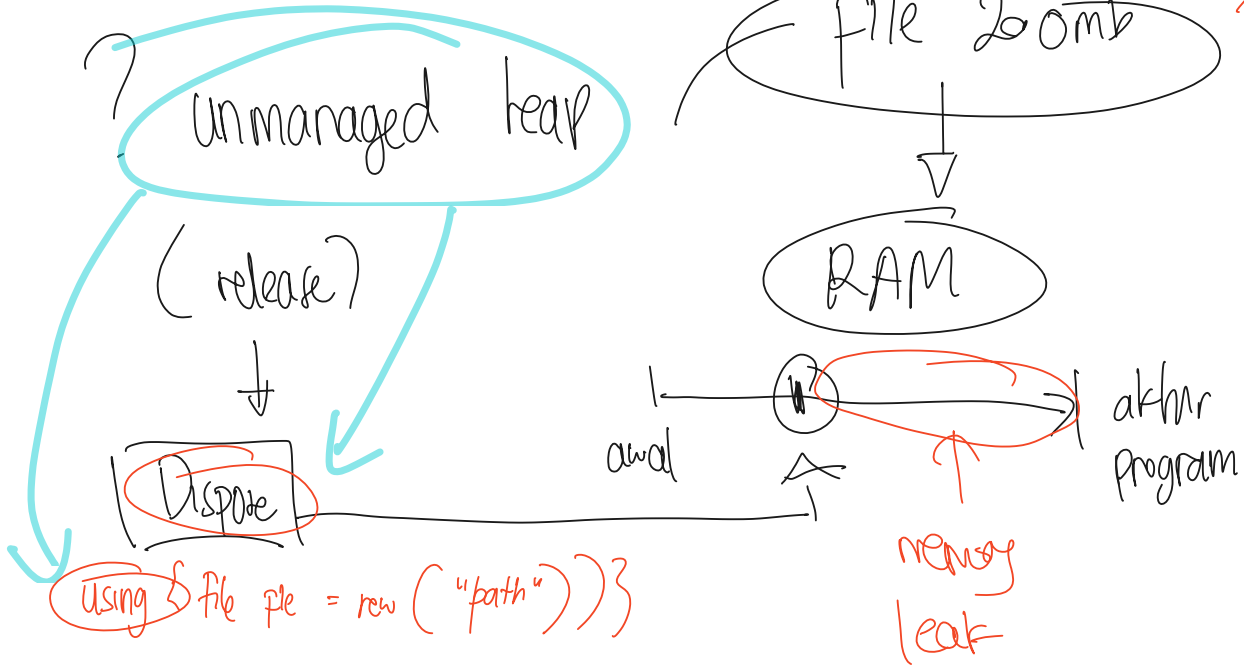 ?
unmanaged heap
(release?)
Dispose
using { file file = new ("path"))}
file 200mb
RAM
awal
akhir
program
memory
leak